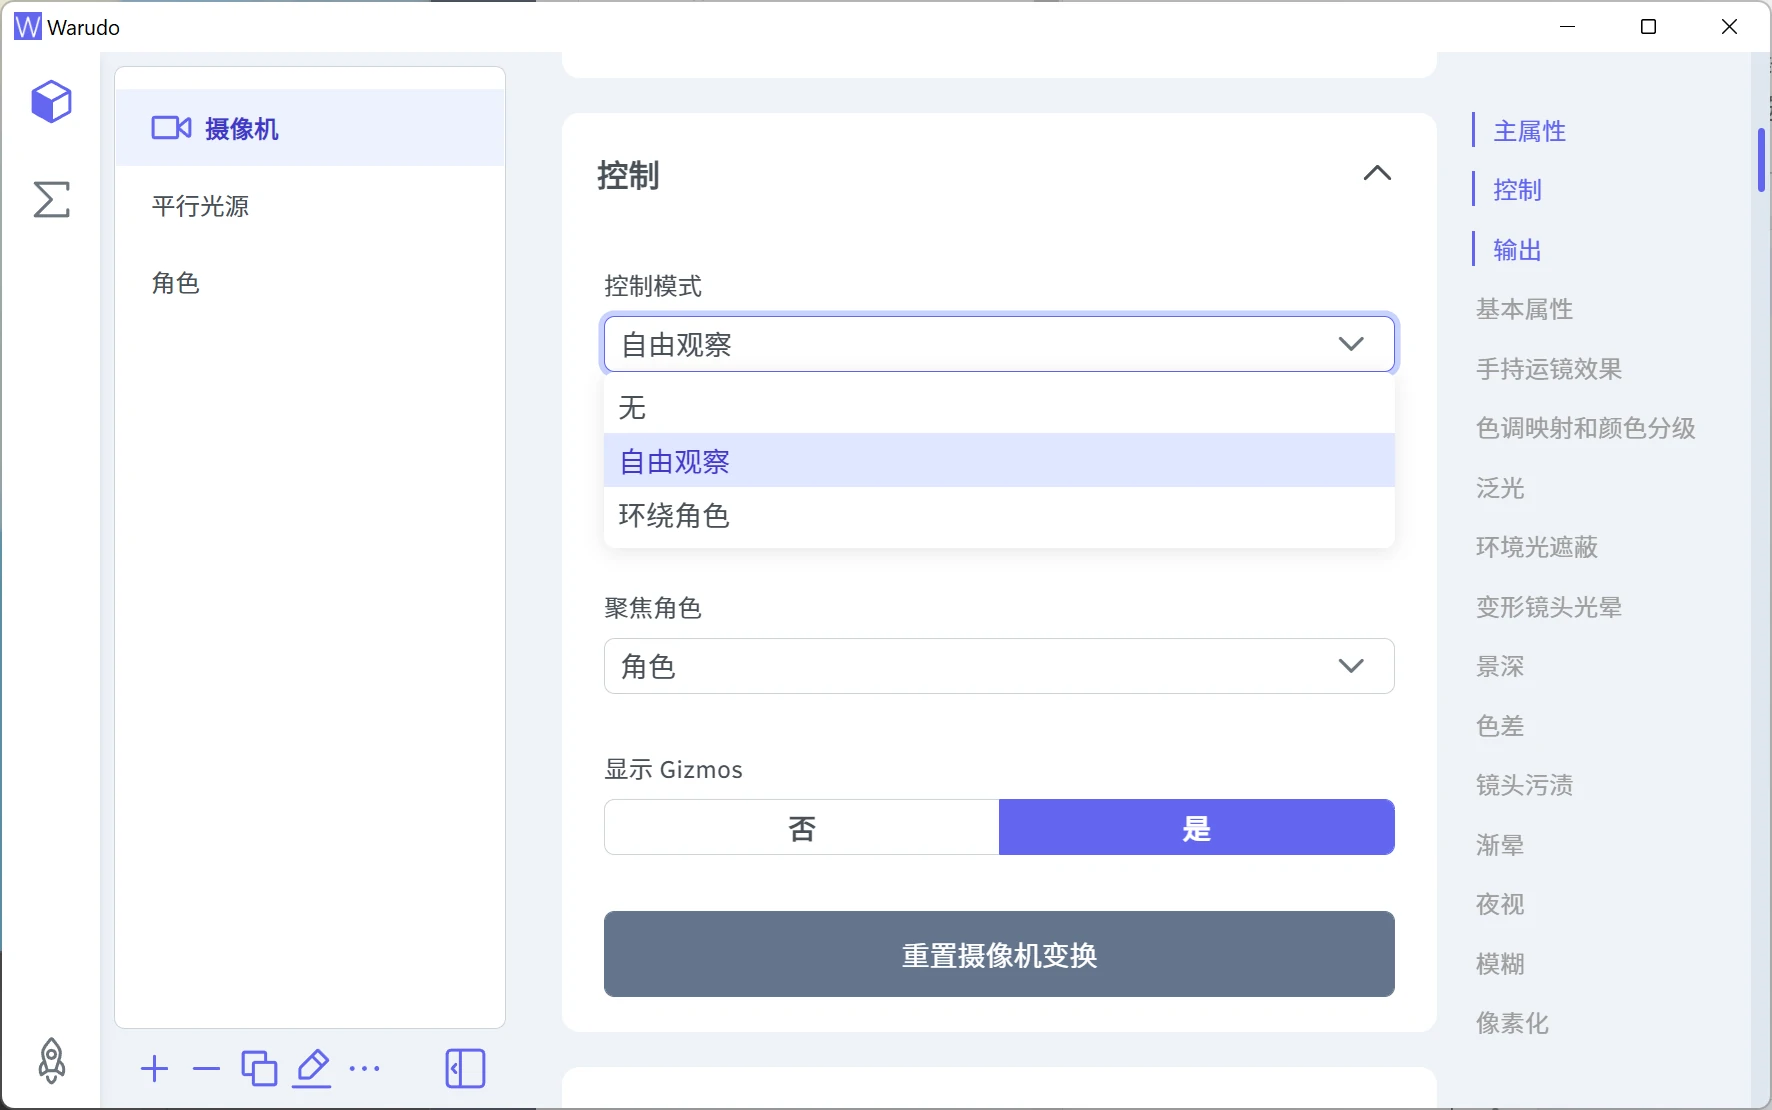 Warudo
摄像机
平行光源
角色
控制
控制模式
自由观察
无
自由观察
环绕角色
聚焦角色
角色
显示 Gizmos
否
是
重置摄像机变换
主属性
控制
输出
基本属性
手持运镜效果
色调映射和颜色分级
泛光
环境光遮蔽
变形镜头光晕
景深
色差
镜头污渍
渐晕
夜视
模糊
像素化